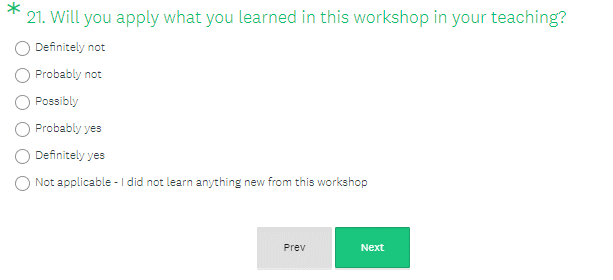 * 21. Will you apply what you learned in this workshop in your teaching?
Definitely not
Probably not
Possibly
Probably yes
Definitely yes
Not applicable - I did not learn anything new from this workshop
Prev Next